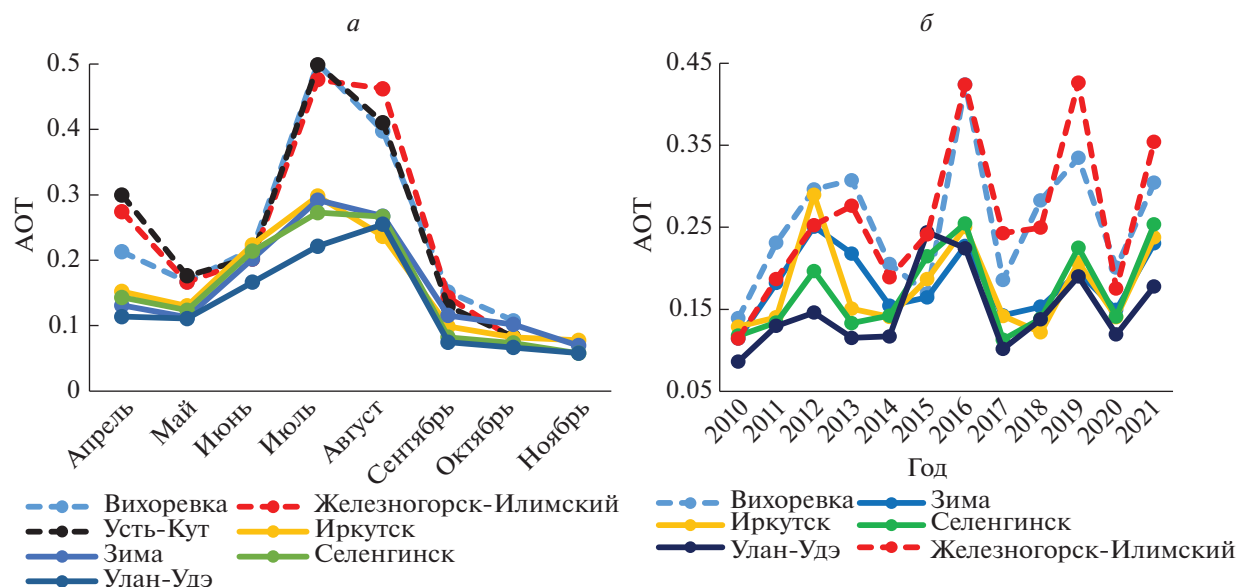 а
АОТ
0.5
0.4
0.3
0.2
0.1
0
Апрель
Май
Июнь
Июль
Август
Сентябрь
Октябрь
Ноябрь
Вихоревка
Железногорск-Илимский
Усть-Кут
Иркутск
Зима
Селенгинск
Улан-Удэ
б
АОТ
0.45
0.35
0.25
0.15
0.05
2010
2011
2012
2013
2014
2015
2016
2017
2018
2019
2020
2021
Год
Вихоревка
Зима
Иркутск
Селенгинск
Улан-Удэ
Железногорск-Илимский